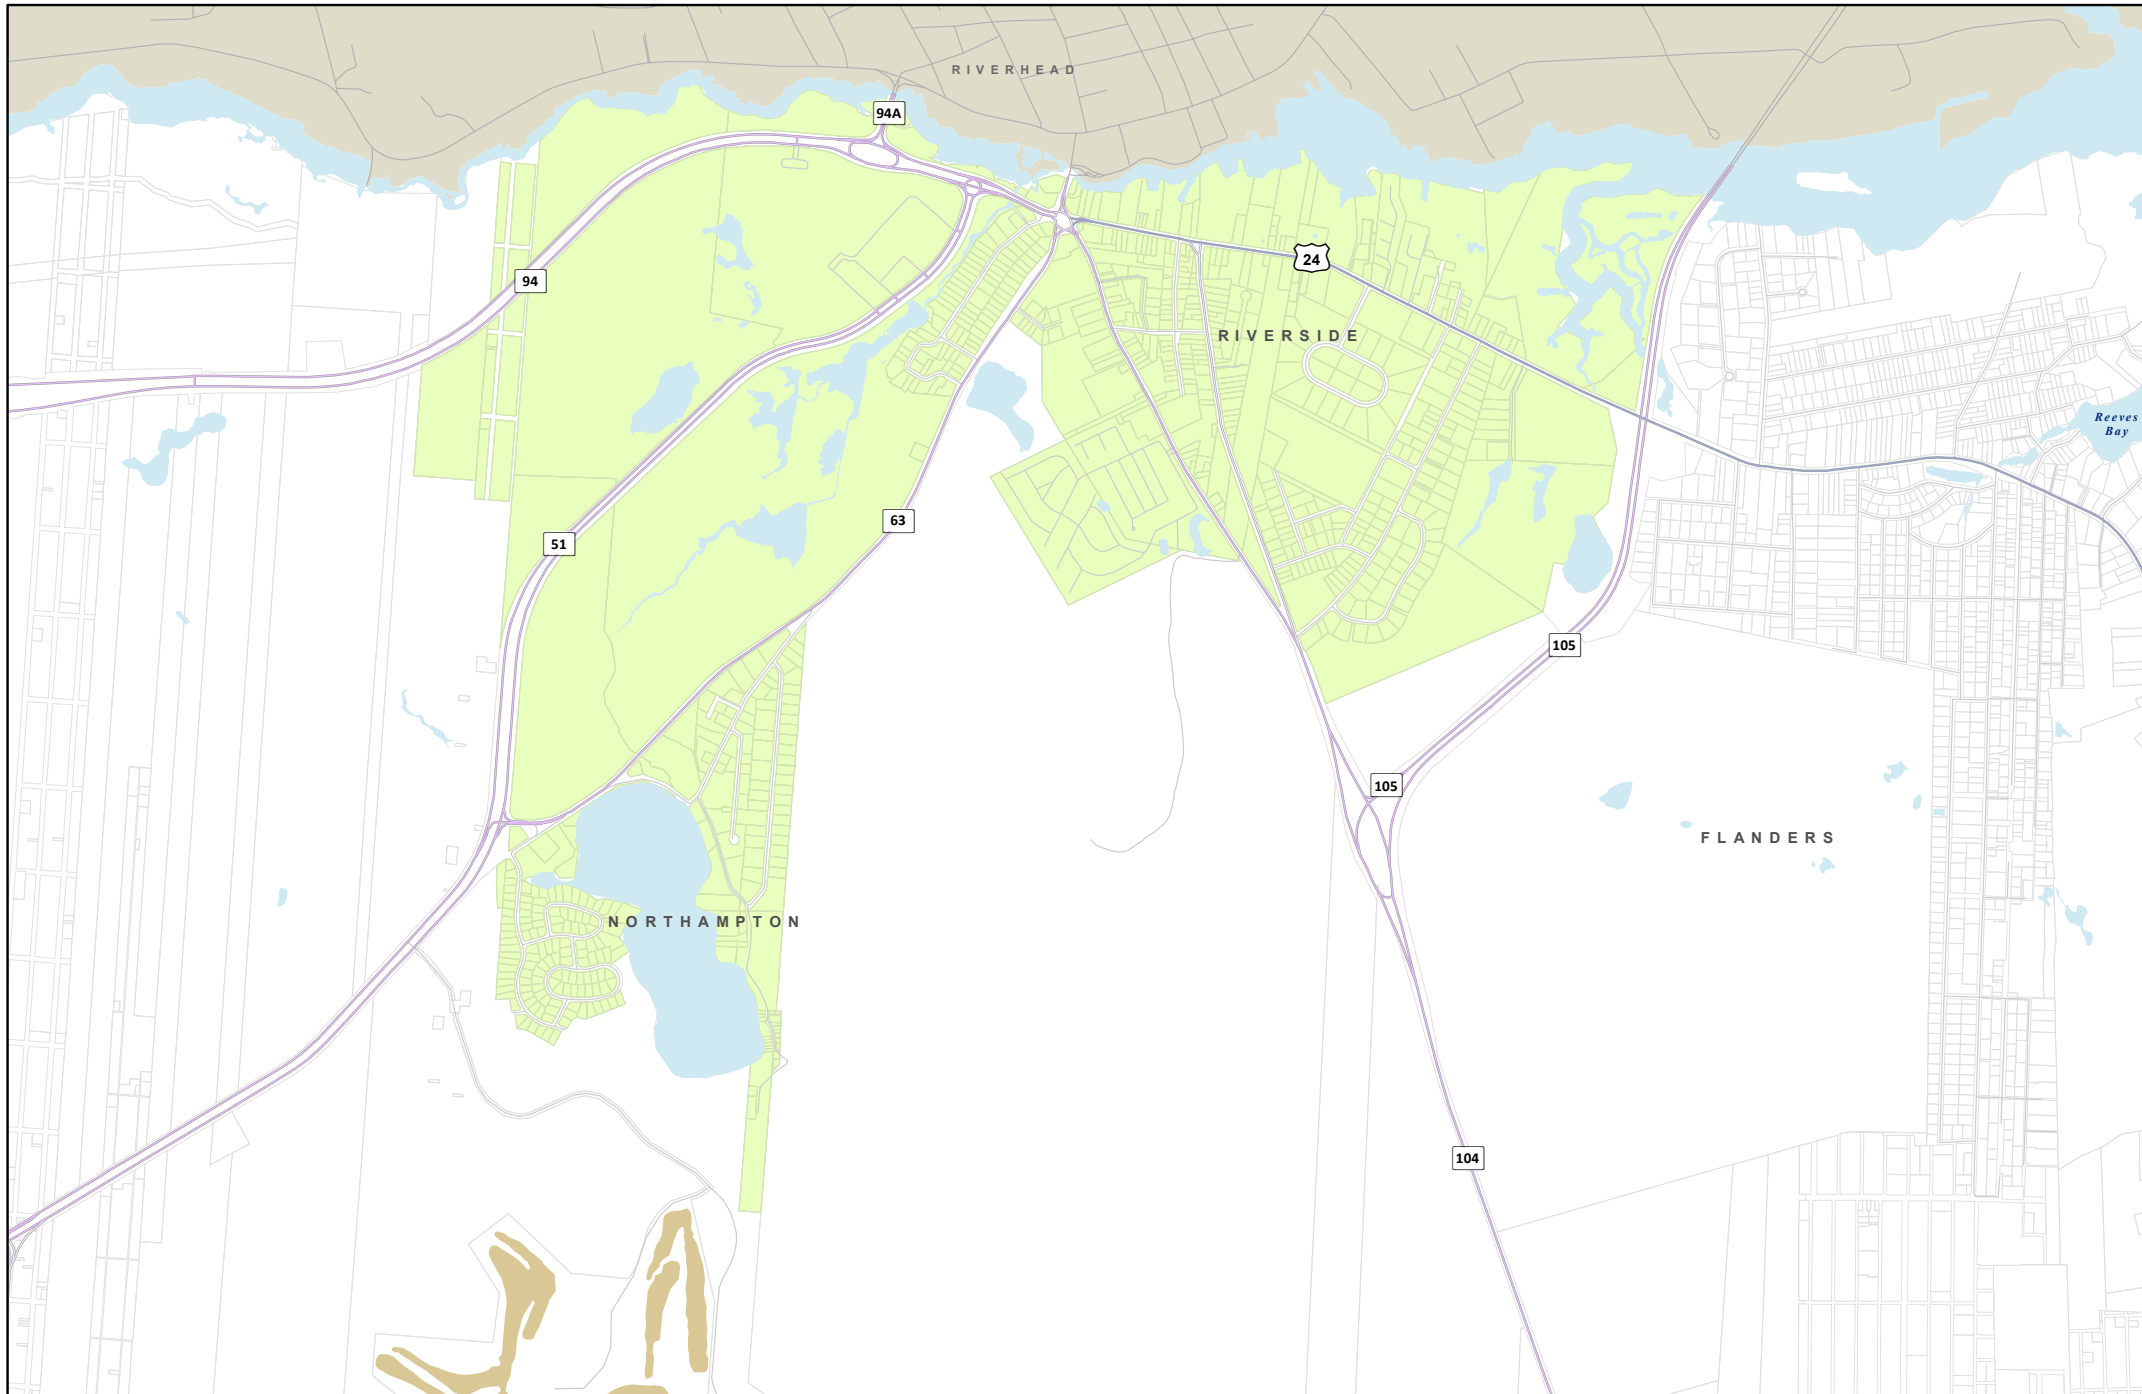 RIVERHEAD
94A
24
94
RIVERSIDE
Reeves
Bay
63
51
105
105
FLANDERS
NORTHAMPTON
104